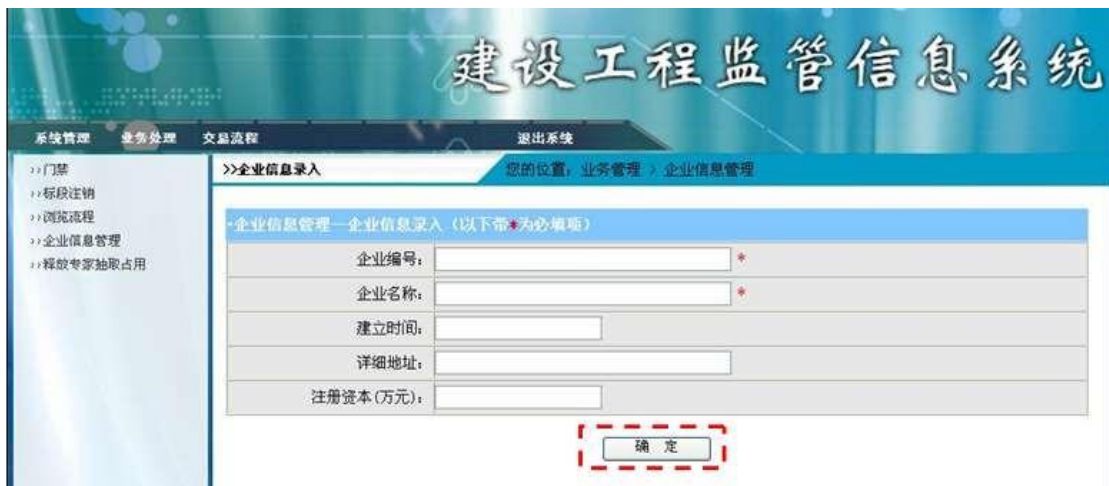 建设工程监管信息系统
系统管理 业务处理 交易流程 退出系统
>>门禁
>>标段注销
>>浏览流程
>>企业信息管理
>>释放专家抽取占用
>>企业信息录入 您的位置：业务管理 > 企业信息管理
·企业信息管理—企业信息录入（以下带*为必填项）
企业编号： *
企业名称： *
建立时间：
详细地址：
注册资本(万元)：
确 定